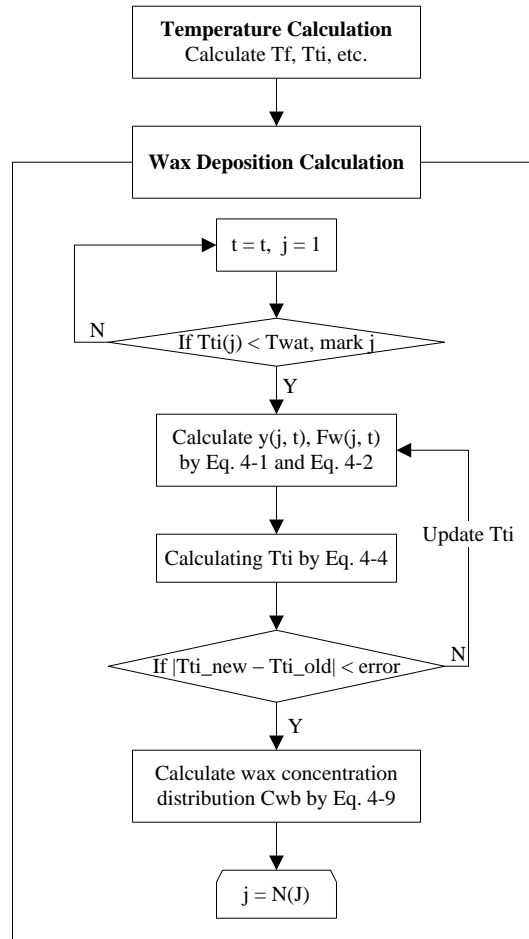 Temperature Calculation
Calculate Tf, Tti, etc.
Wax Deposition Calculation
t = t, j = 1
N
If Tti(j) < Twat, mark j
Y
Calculate y(j, t), Fw(j, t)
by Eq. 4-1 and Eq. 4-2
Update Tti
Calculating Tti by Eq. 4-4
If |Tti_new – Tti_old| < error
N
Y
Calculate wax concentration
distribution Cwb by Eq. 4-9
j = N(J)